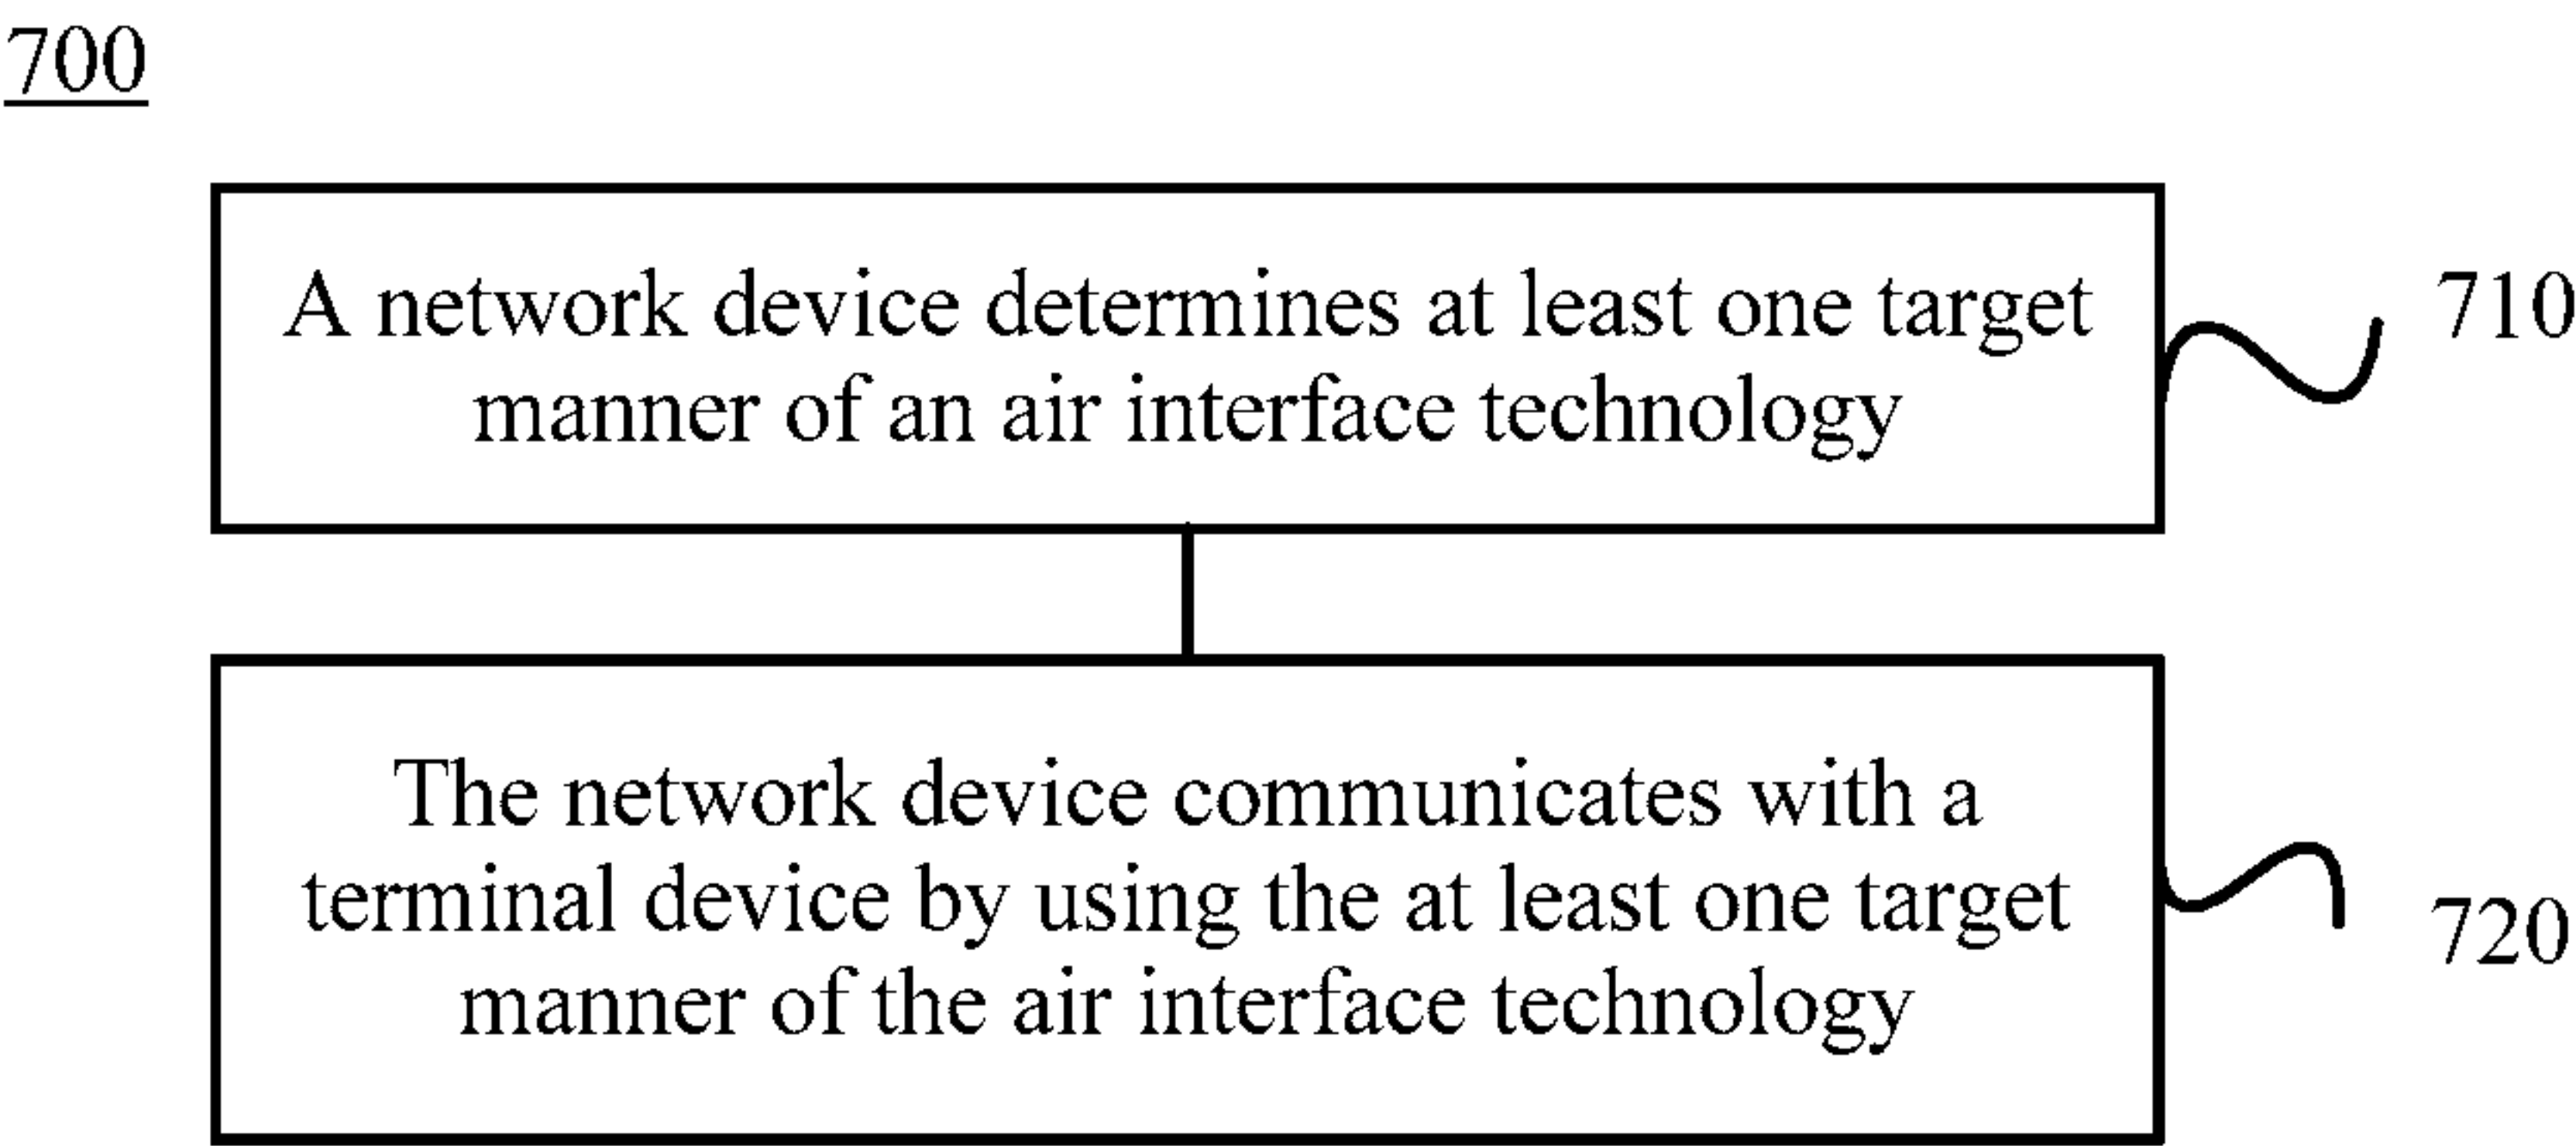 700
A network device determines at least one target
manner of an air interface technology
710
The network device communicates with a
terminal device by using the at least one target
manner of the air interface technology
720